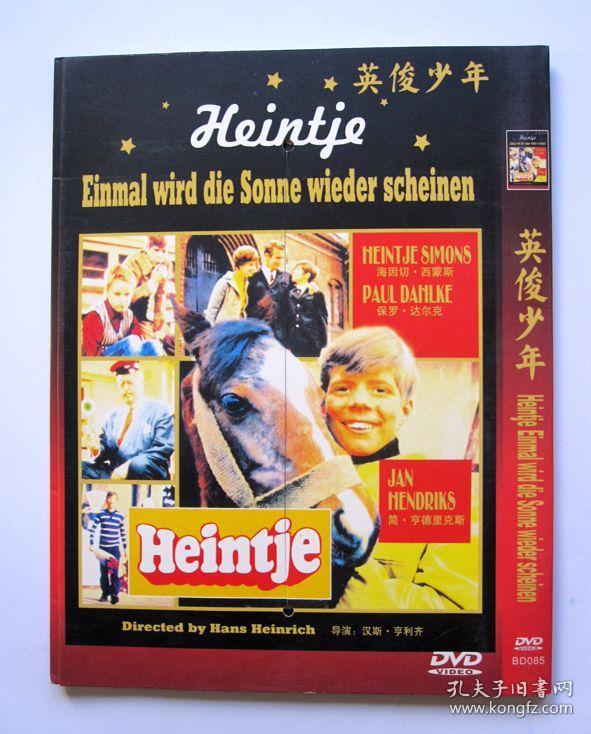 英俊少年
Heintje
Einmal wird die Sonne wieder scheinen
HEINTJE SIMONS
海因切·西蒙斯
PAUL DAHLKE
保罗·达尔克
JAN
HENDRIKS
简·亨德里克斯
Heintje
Directed by Hans Heinrich 导演：汉斯·亨利齐
DVD
VIDEO
英俊少年
Heintje Einmal wird die Sonne wieder scheinen
DVD
VIDEO
BD085
孔夫子旧书网
www.kongfz.com